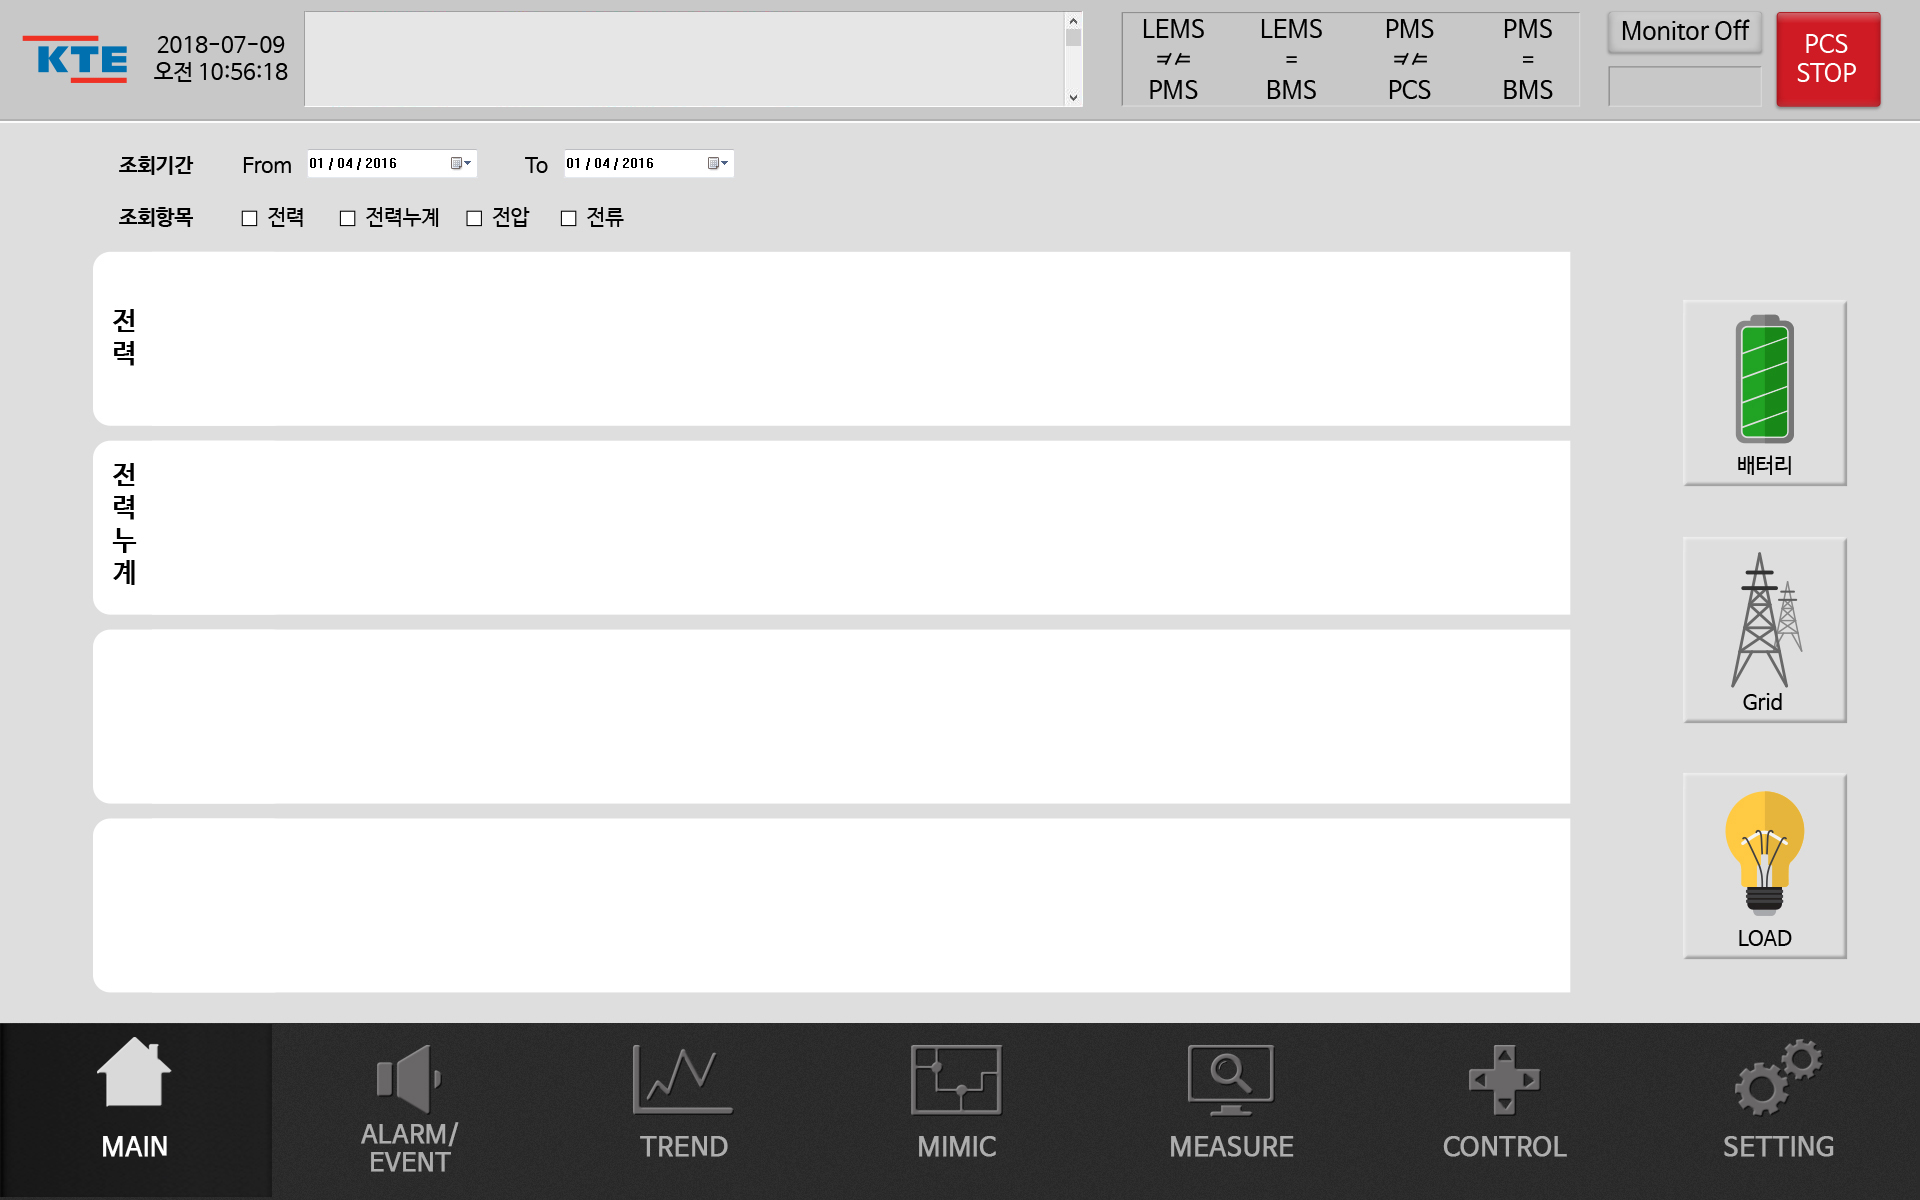 KTE
2018-07-09
오전 10:56:18
LEMS
≠/=
PMS
LEMS
=
BMS
PMS
≠/=
PCS
PMS
=
BMS
Monitor Off
PCS
STOP
조회기간 From 01 / 04 / 2016 To 01 / 04 / 2016
조회항목 전력 전력누계 전압 전류
전
력
전
력
누
계
배터리
Grid
LOAD
MAIN
ALARM/
EVENT
TREND
MIMIC
MEASURE
CONTROL
SETTING